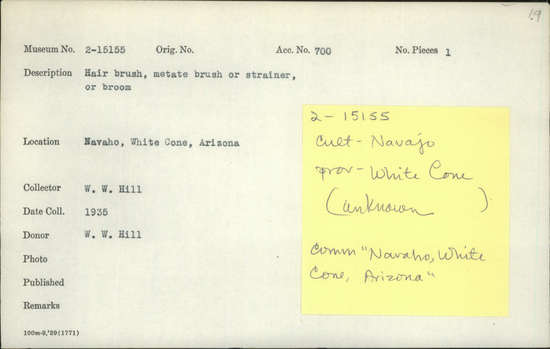 19
Museum No. 2-15155 Orig. No. Acc. No. 700 No. Pieces 1
Description Hair brush, metate brush or strainer,
or broom
Location Navaho, White Cone, Arizona
Collector W. W. Hill
Date Coll. 1935
Donor W. W. Hill
Photo
Published
Remarks
100m-9,'29(1771)
2-15155
Cult- Navajo
prov- White Cone
(unknown )
comm "Navaho, White
Cone, Arizona"